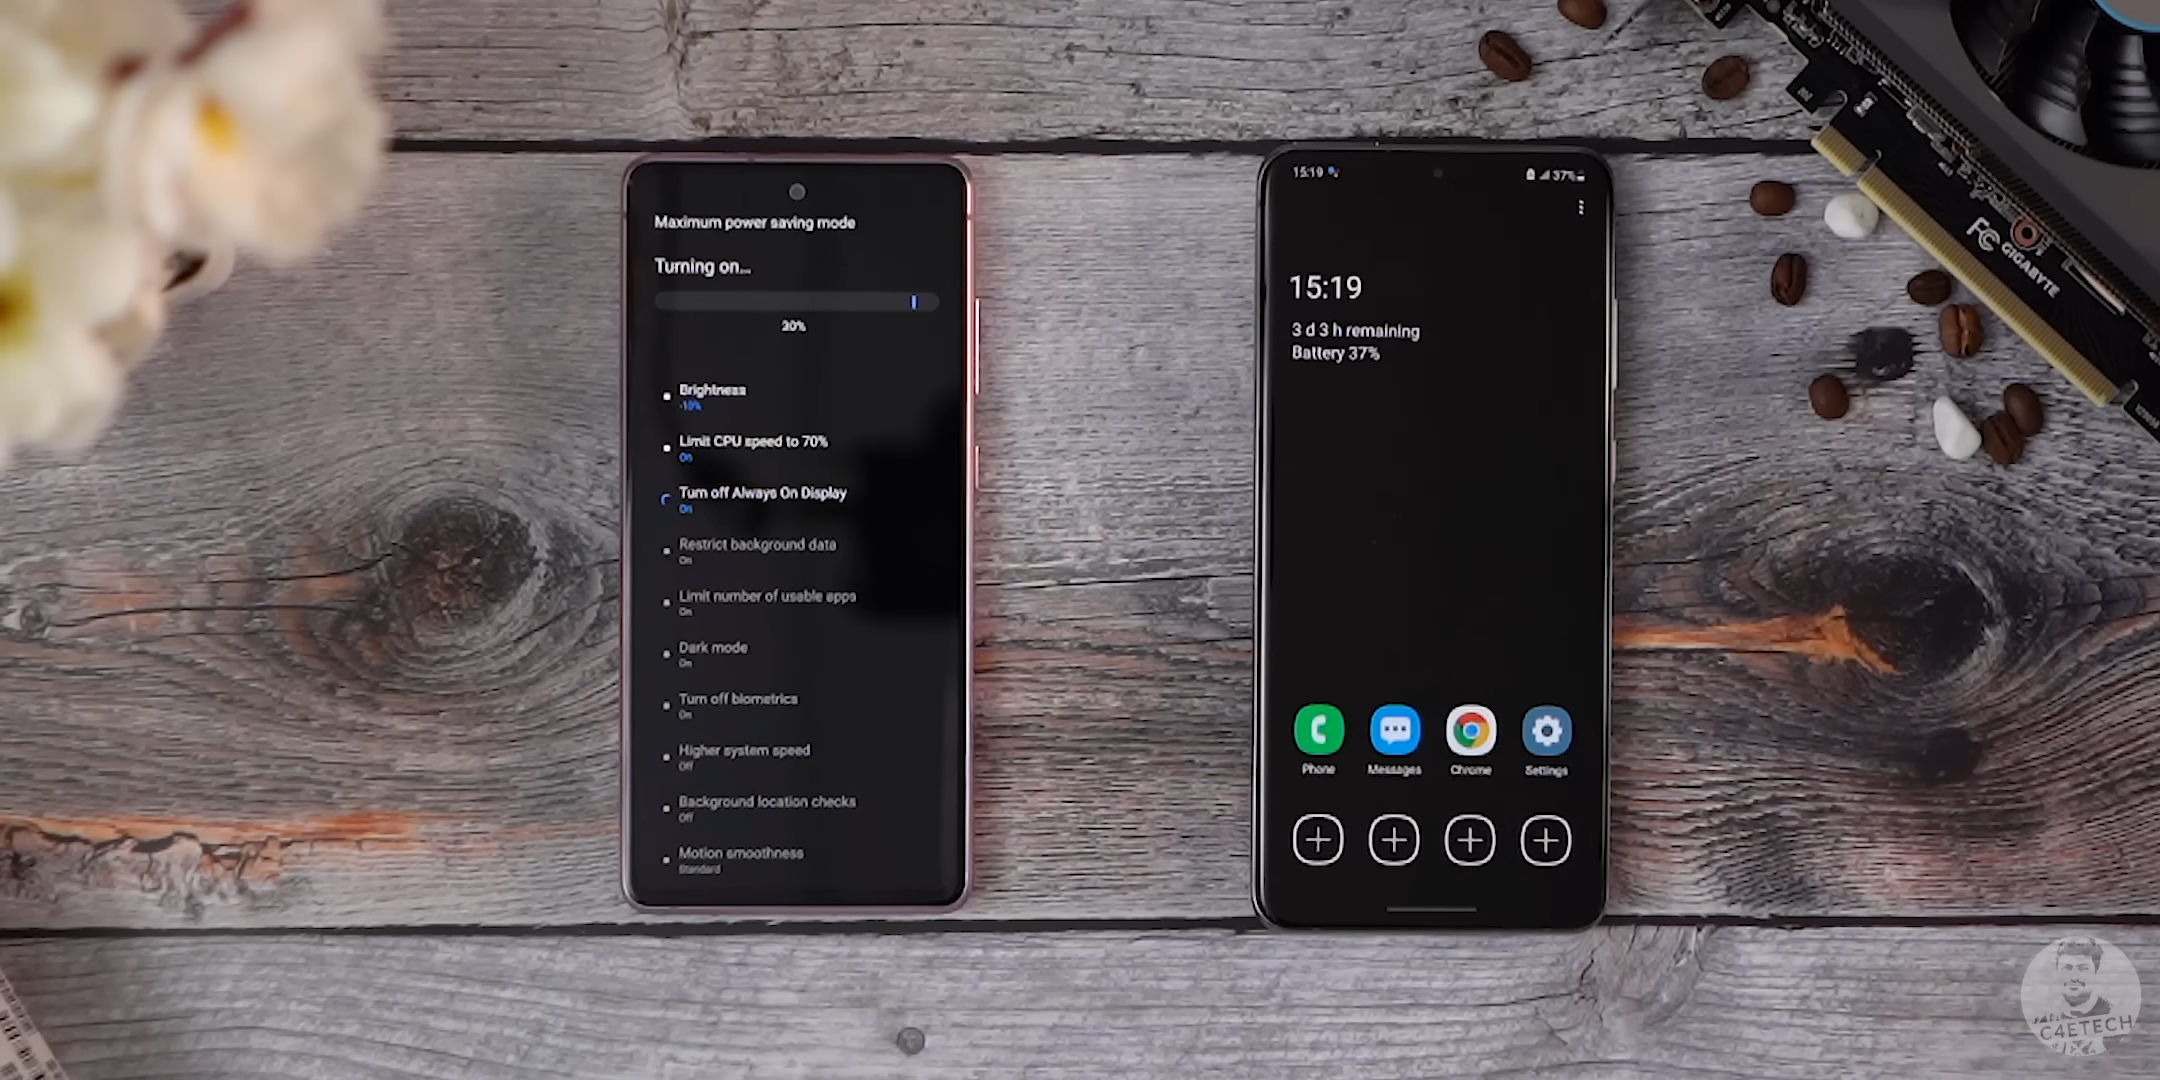 Maximum power saving mode
Turning on...
20%
Brightness
-10%
Limit CPU speed to 70%
On
Turn off Always On Display
On
Restrict background data
On
Limit number of usable apps
On
Dark mode
On
Turn off biometrics
On
Higher system speed
Off
Background location checks
Off
Motion smoothness
Standard
15:19
37%
15:19
3 d 3 h remaining
Battery 37%
Phone
Messages
Chrome
Settings
FC GIGABYTE
C4ETECH